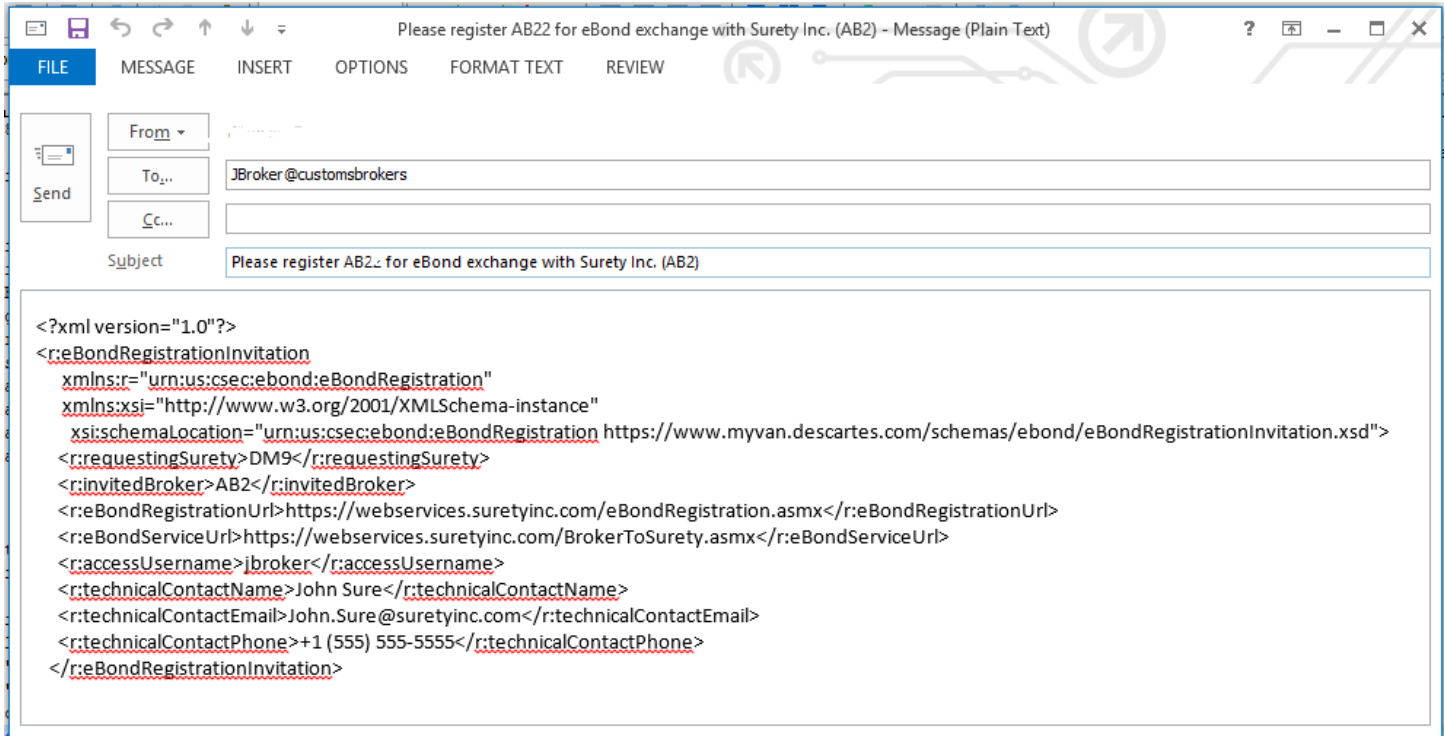 Please register AB22 for eBond exchange with Surety Inc. (AB2) - Message (Plain Text)
?
FILE MESSAGE INSERT OPTIONS FORMAT TEXT REVIEW
Send
From
To...
JBroker@customsbrokers
Cc...
Subject
Please register AB22 for eBond exchange with Surety Inc. (AB2)
<?xml version="1.0"?>
<r:eBondRegistrationInvitation
xmlns:r="urn:us:csec:ebond:eBondRegistration"
xmlns:xsi="http://www.w3.org/2001/XMLSchema-instance"
xsi:schemaLocation="urn:us:csec:ebond:eBondRegistration https://www.myvan.descartes.com/schemas/ebond/eBondRegistrationInvitation.xsd">
<r:requestingSurety>DM9</r:requestingSurety>
<r:invitedBroker>AB2</r:invitedBroker>
<r:eBondRegistrationUrl>https://webservices.suretyinc.com/eBondRegistration.asmx</r:eBondRegistrationUrl>
<r:eBondServiceUrl>https://webservices.suretyinc.com/BrokerToSurety.asmx</r:eBondServiceUrl>
<r:accessUsername>jbroker</r:accessUsername>
<r:technicalContactName>John Sure</r:technicalContactName>
<r:technicalContactEmail>John.Sure@suretyinc.com</r:technicalContactEmail>
<r:technicalContactPhone>+1 (555) 555-5555</r:technicalContactPhone>
</r:eBondRegistrationInvitation>